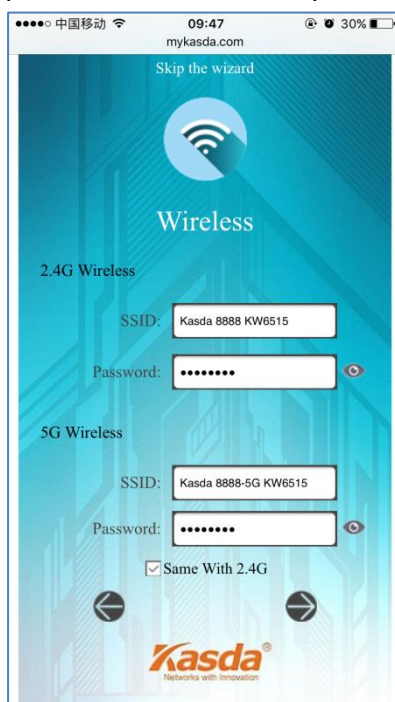 中国移动 09:47 30%
mykasda.com
Skip the wizard
Wireless
2.4G Wireless
SSID: Kasda 8888 KW6515
Password: ••••••••
5G Wireless
SSID: Kasda 8888-5G KW6515
Password: ••••••••
Same With 2.4G
Kasda®
Networks with Innovation